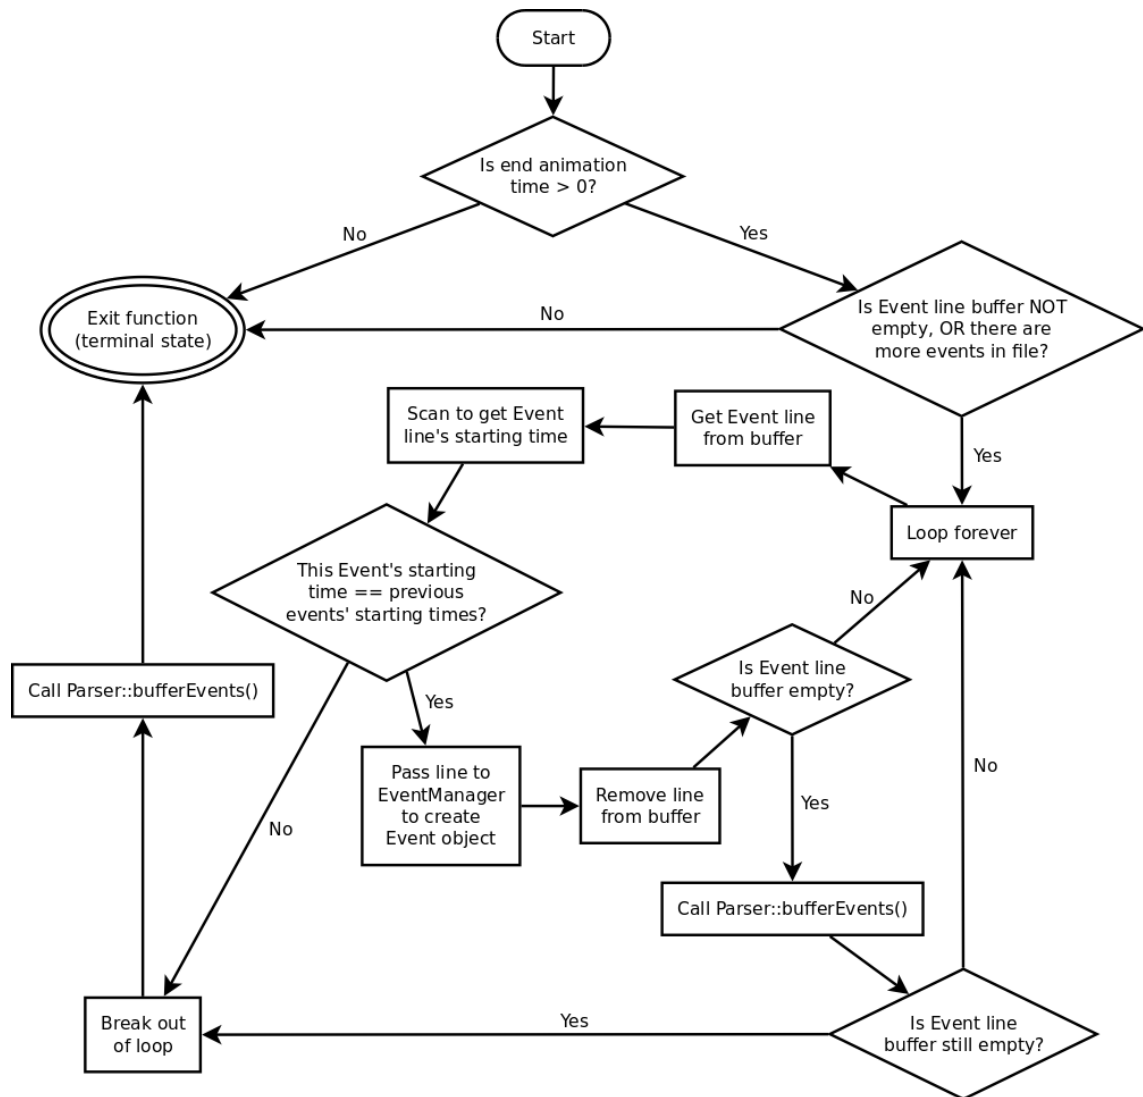 Start
Is end animation
time > 0?
No
Yes
Exit function
(terminal state)
No
Is Event line buffer NOT
empty, OR there are
more events in file?
Scan to get Event
line's starting time
Get Event line
from buffer
Yes
Loop forever
This Event's starting
time == previous
events' starting times?
No
Is Event line
buffer empty?
Call Parser::bufferEvents()
Yes
Pass line to
EventManager
to create
Event object
Remove line
from buffer
No
Yes
No
Call Parser::bufferEvents()
Break out
of loop
Yes
Is Event line
buffer still empty?